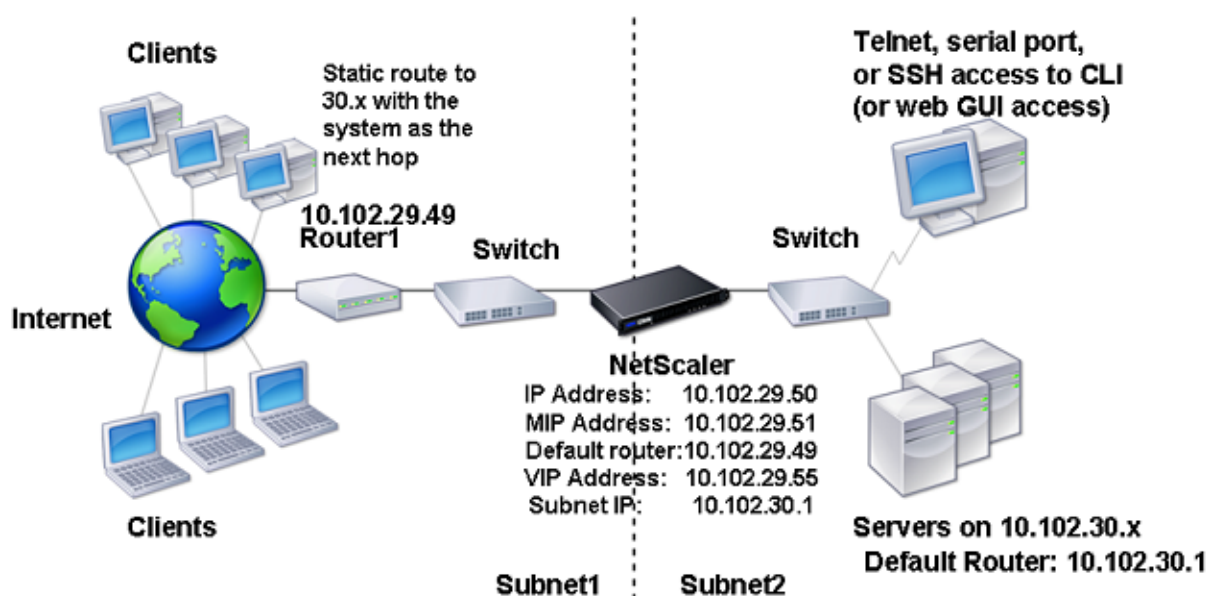 Clients
Static route to
30.x with the
system as the
next hop
10.102.29.49
Router1
Switch
Internet
Clients
Telnet, serial port,
or SSH access to CLI
(or web GUI access)
Switch
NetScaler
IP Address: 10.102.29.50
MIP Address: 10.102.29.51
Default router: 10.102.29.49
VIP Address: 10.102.29.55
Subnet IP: 10.102.30.1
Servers on 10.102.30.x
Default Router: 10.102.30.1
Subnet1
Subnet2